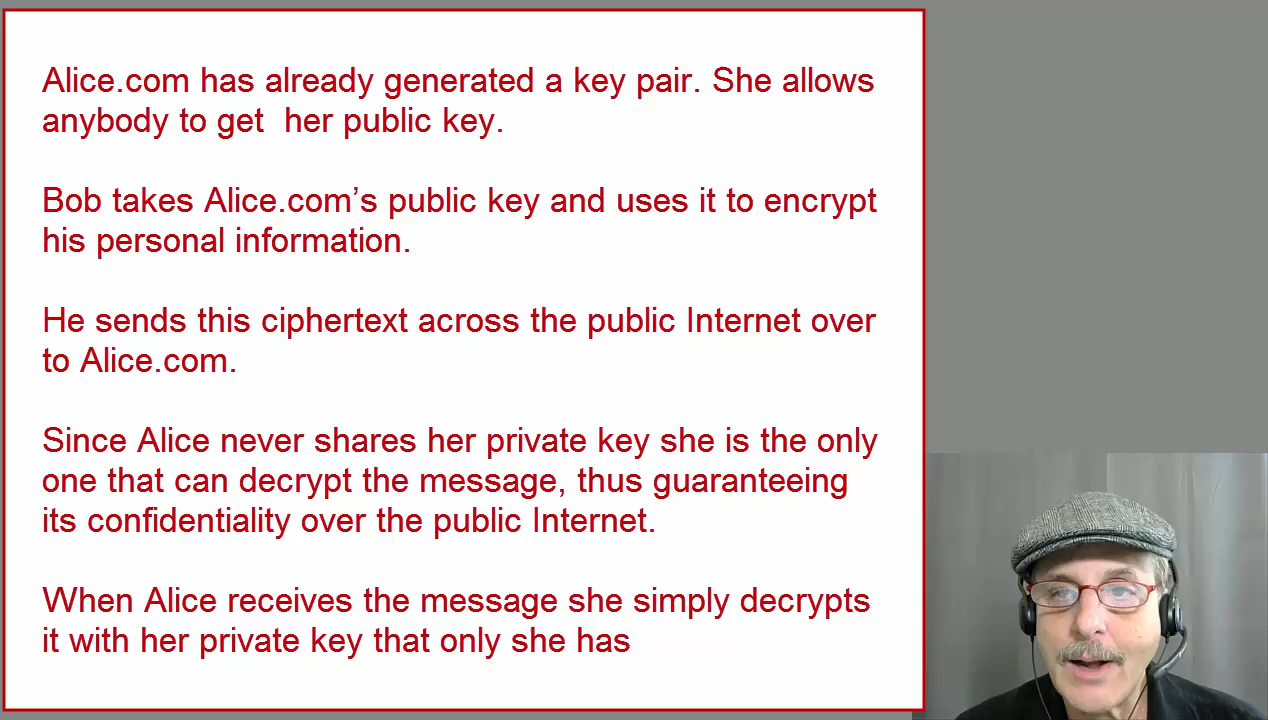 Alice.com has already generated a key pair. She allows
anybody to get  her public key.
Bob takes Alice.com’s public key and uses it to encrypt
his personal information.
He sends this ciphertext across the public Internet over
to Alice.com.
Since Alice never shares her private key she is the only
one that can decrypt the message, thus guaranteeing
its confidentiality over the public Internet.
When Alice receives the message she simply decrypts
it with her private key that only she has